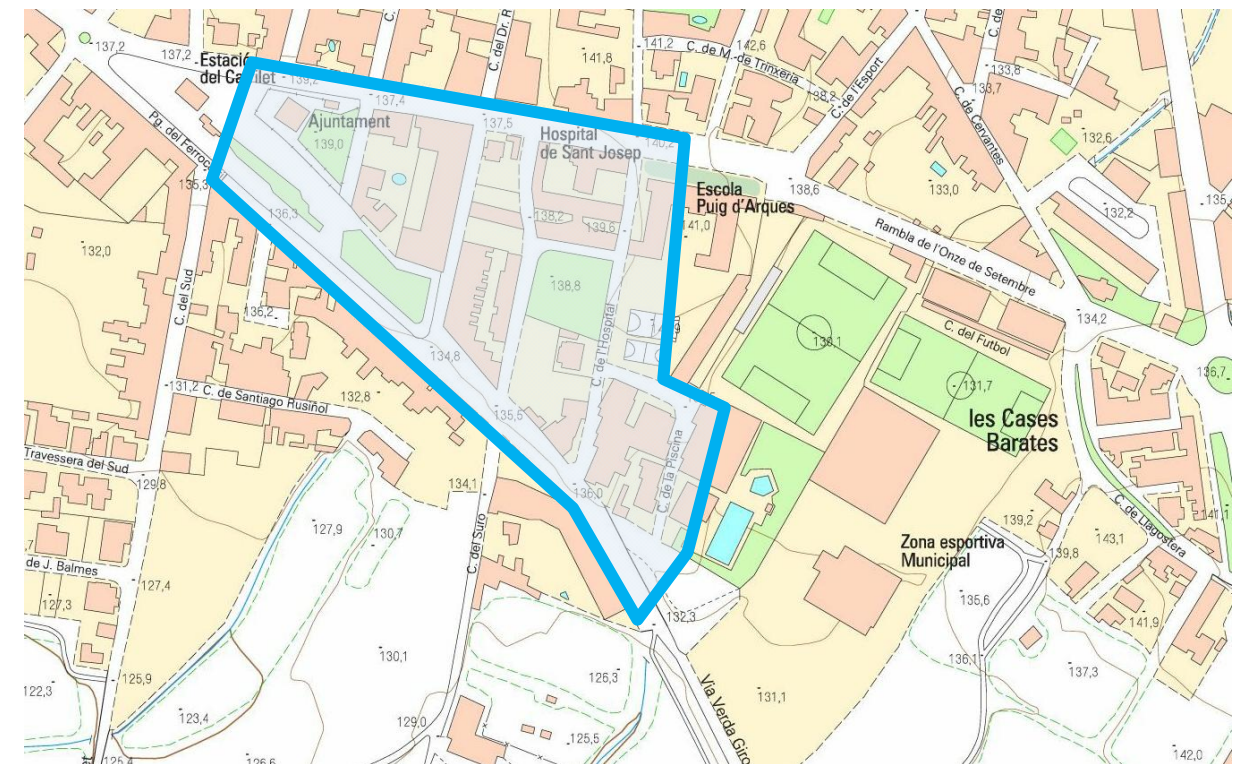 137,2
137,2
Estació
139,2
C. del Dr. R
141,8
141,2
142,6
C. de M. de Trinxeria
138,2
C. de l'Esport
C. de
133,8
133,7
C. de Cervantes
132,6
Pg. del Ferroc
137,4
Ajuntament
139,0
137,5
Hospital
de Sant Josep
140,2
135,3
136,3
138,2
139,6
141,0
Escola
Puig d'Arques
138,6
133,0
132,2
135,
132,0
C. del Sud
136,2
138,8
Rambla de l'Onze de Setembre
134,2
134,8
C. de l'Hospital
130,1
C. del Futbol
131,7
136,7
131,2
C. de Santiago Rusiñol
132,8
135,5
les Cases
Barates
Travessera del Sud
129,8
134,1
136,0
C. de la Piscina
127,9
130,7
C. del Suro
139,2
143,1
141,1
C. de Llagostera
Zona esportiva
Municipal
139,8
de J. Balmes
127,4
127,3
135,6
132,3
141,9
130,1
126,3
136,1
137,3
122,3
125,9
131,1
Via Verda Giro
123,4
129,0
125,5
125,4
126,6
142,0